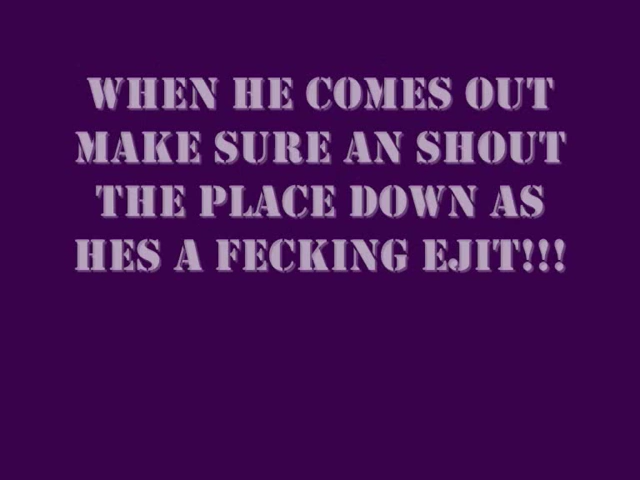 WHEN HE COMES OUT
MAKE SURE AN SHOUT
THE PLACE DOWN AS
HES A FECKING EJIT!!!